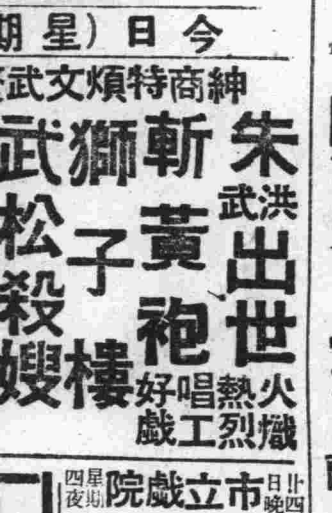 今日（星期
紳商特煩文武
朱洪武出世
火熾熱烈
斬黃袍
唱工好戲
獅子樓
武松殺嫂
廿四日晚市立戲院星期四夜